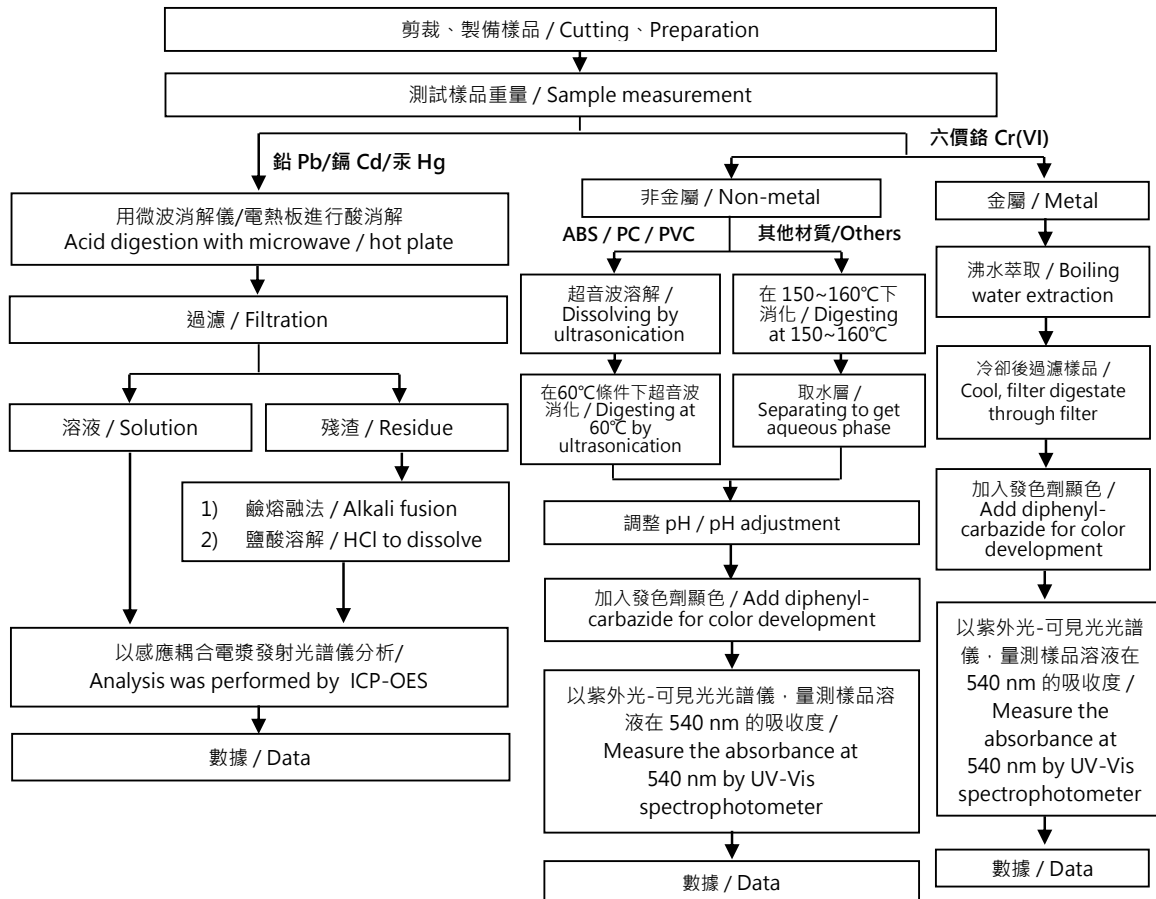 剪裁、製備樣品 / Cutting、Preparation
測試樣品重量 / Sample measurement
鉛 Pb/鎘 Cd/汞 Hg
用微波消解儀/電熱板進行酸消解
Acid digestion with microwave / hot plate
過濾 / Filtration
溶液 / Solution
殘渣 / Residue
1) 鹼熔融法 / Alkali fusion
2) 鹽酸溶解 / HCl to dissolve
以感應耦合電漿發射光譜儀分析/
Analysis was performed by ICP-OES
數據 / Data
六價鉻 Cr(VI)
非金屬 / Non-metal
ABS / PC / PVC
其他材質/Others
超音波溶解 /
Dissolving by
ultrasonication
在 150~160℃下
消化 / Digesting
at 150~160℃
在60℃條件下超音波
消化 / Digesting at
60℃ by
ultrasonication
取水層 /
Separating to get
aqueous phase
調整 pH / pH adjustment
加入發色劑顯色 / Add diphenyl-
carbazide for color development
以紫外光-可見光光譜儀，量測樣品溶
液在 540 nm 的吸收度 /
Measure the absorbance at
540 nm by UV-Vis
spectrophotometer
數據 / Data
金屬 / Metal
沸水萃取 / Boiling
water extraction
冷卻後過濾樣品 /
Cool, filter digestate
through filter
加入發色劑顯色 /
Add diphenyl-
carbazide for color
development
以紫外光-可見光光譜
儀，量測樣品溶液在
540 nm 的吸收度 /
Measure the
absorbance at
540 nm by UV-Vis
spectrophotometer
數據 / Data